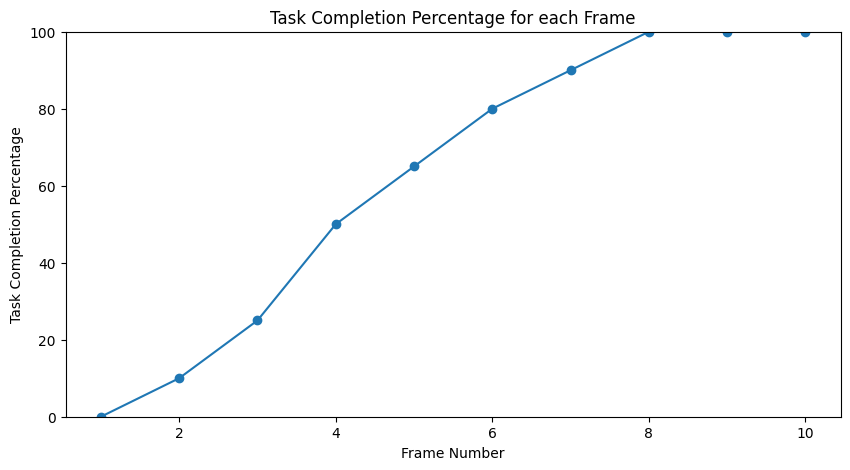 Task Completion Percentage for each Frame
100
80
60
40
20
0
Task Completion Percentage
2 4 6 8 10
Frame Number